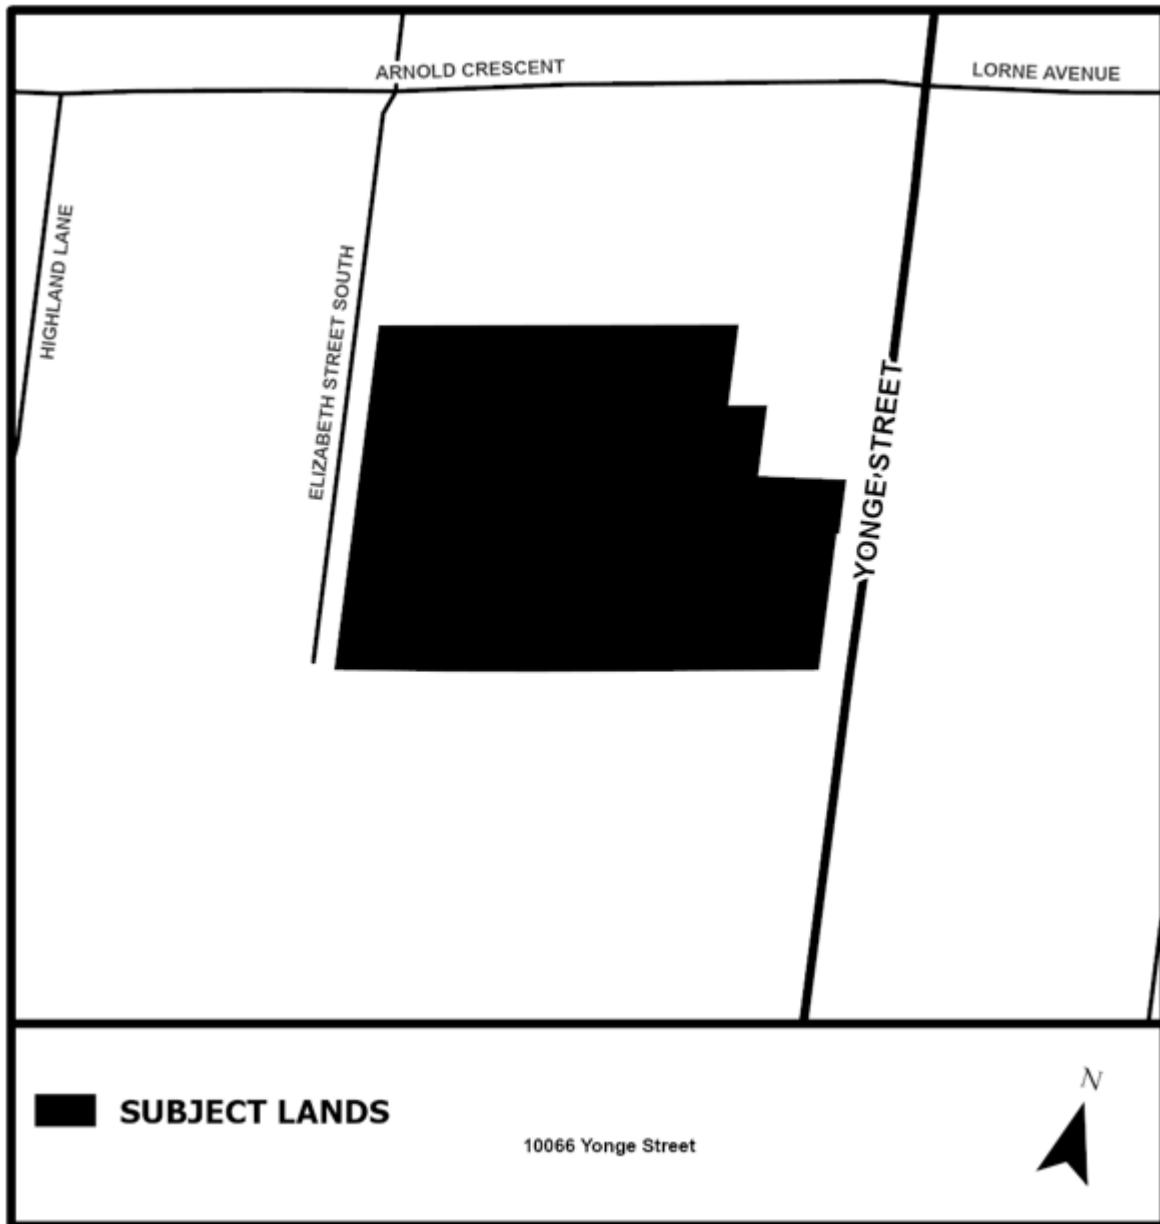 ARNOLD CRESCENT
LORNE AVENUE
HIGHLAND LANE
ELIZABETH STREET SOUTH
YONGE STREET
N
SUBJECT LANDS
10066 Yonge Street